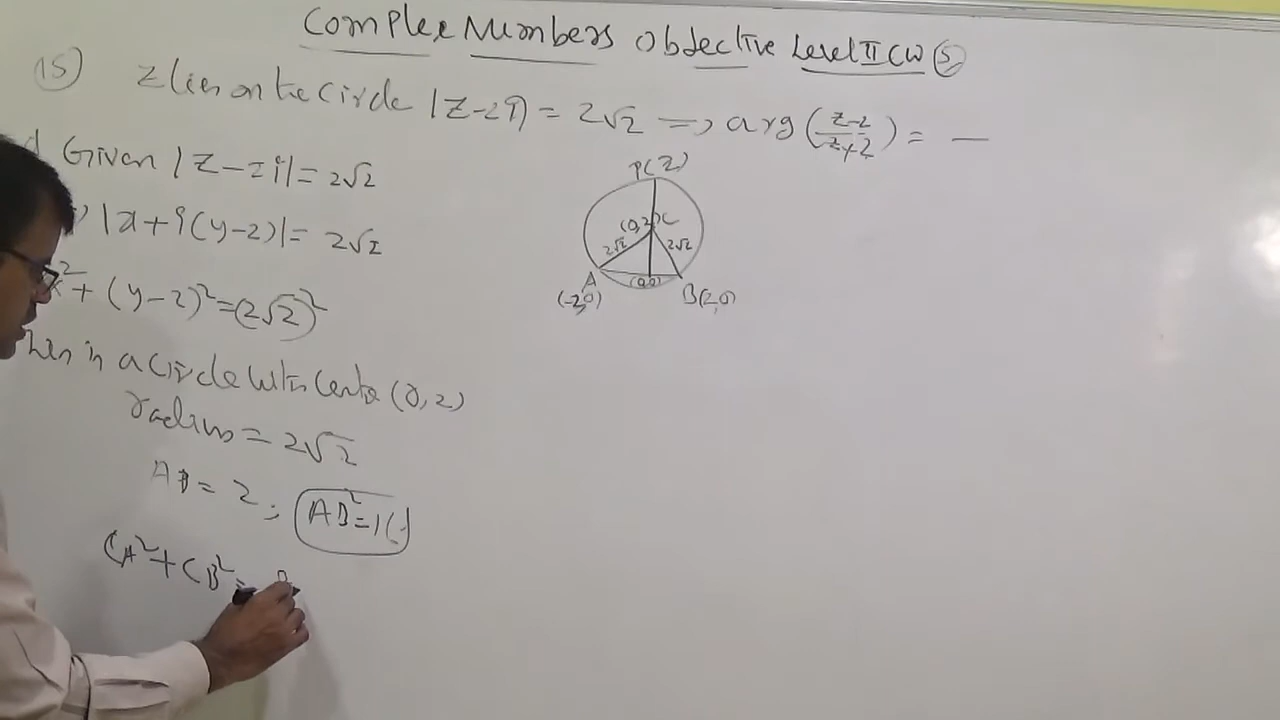 Complex Numbers Objective Level II CW (5)
15) Z lies on the circle |Z-2i| = 2√2 => arg(z-2/z+2) = —
Given |Z-2i| = 2√2
|x+i(y-2)| = 2√2
x²+(y-2)²=(2√2)²
in a circle with centre (0,2)
radius = 2√2
AB = 2; AB²=16
CA²+CB²= 8
P(Z)
(0,2) C
2√2 2√2
A (0,0)
(-2,0) B(2,0)